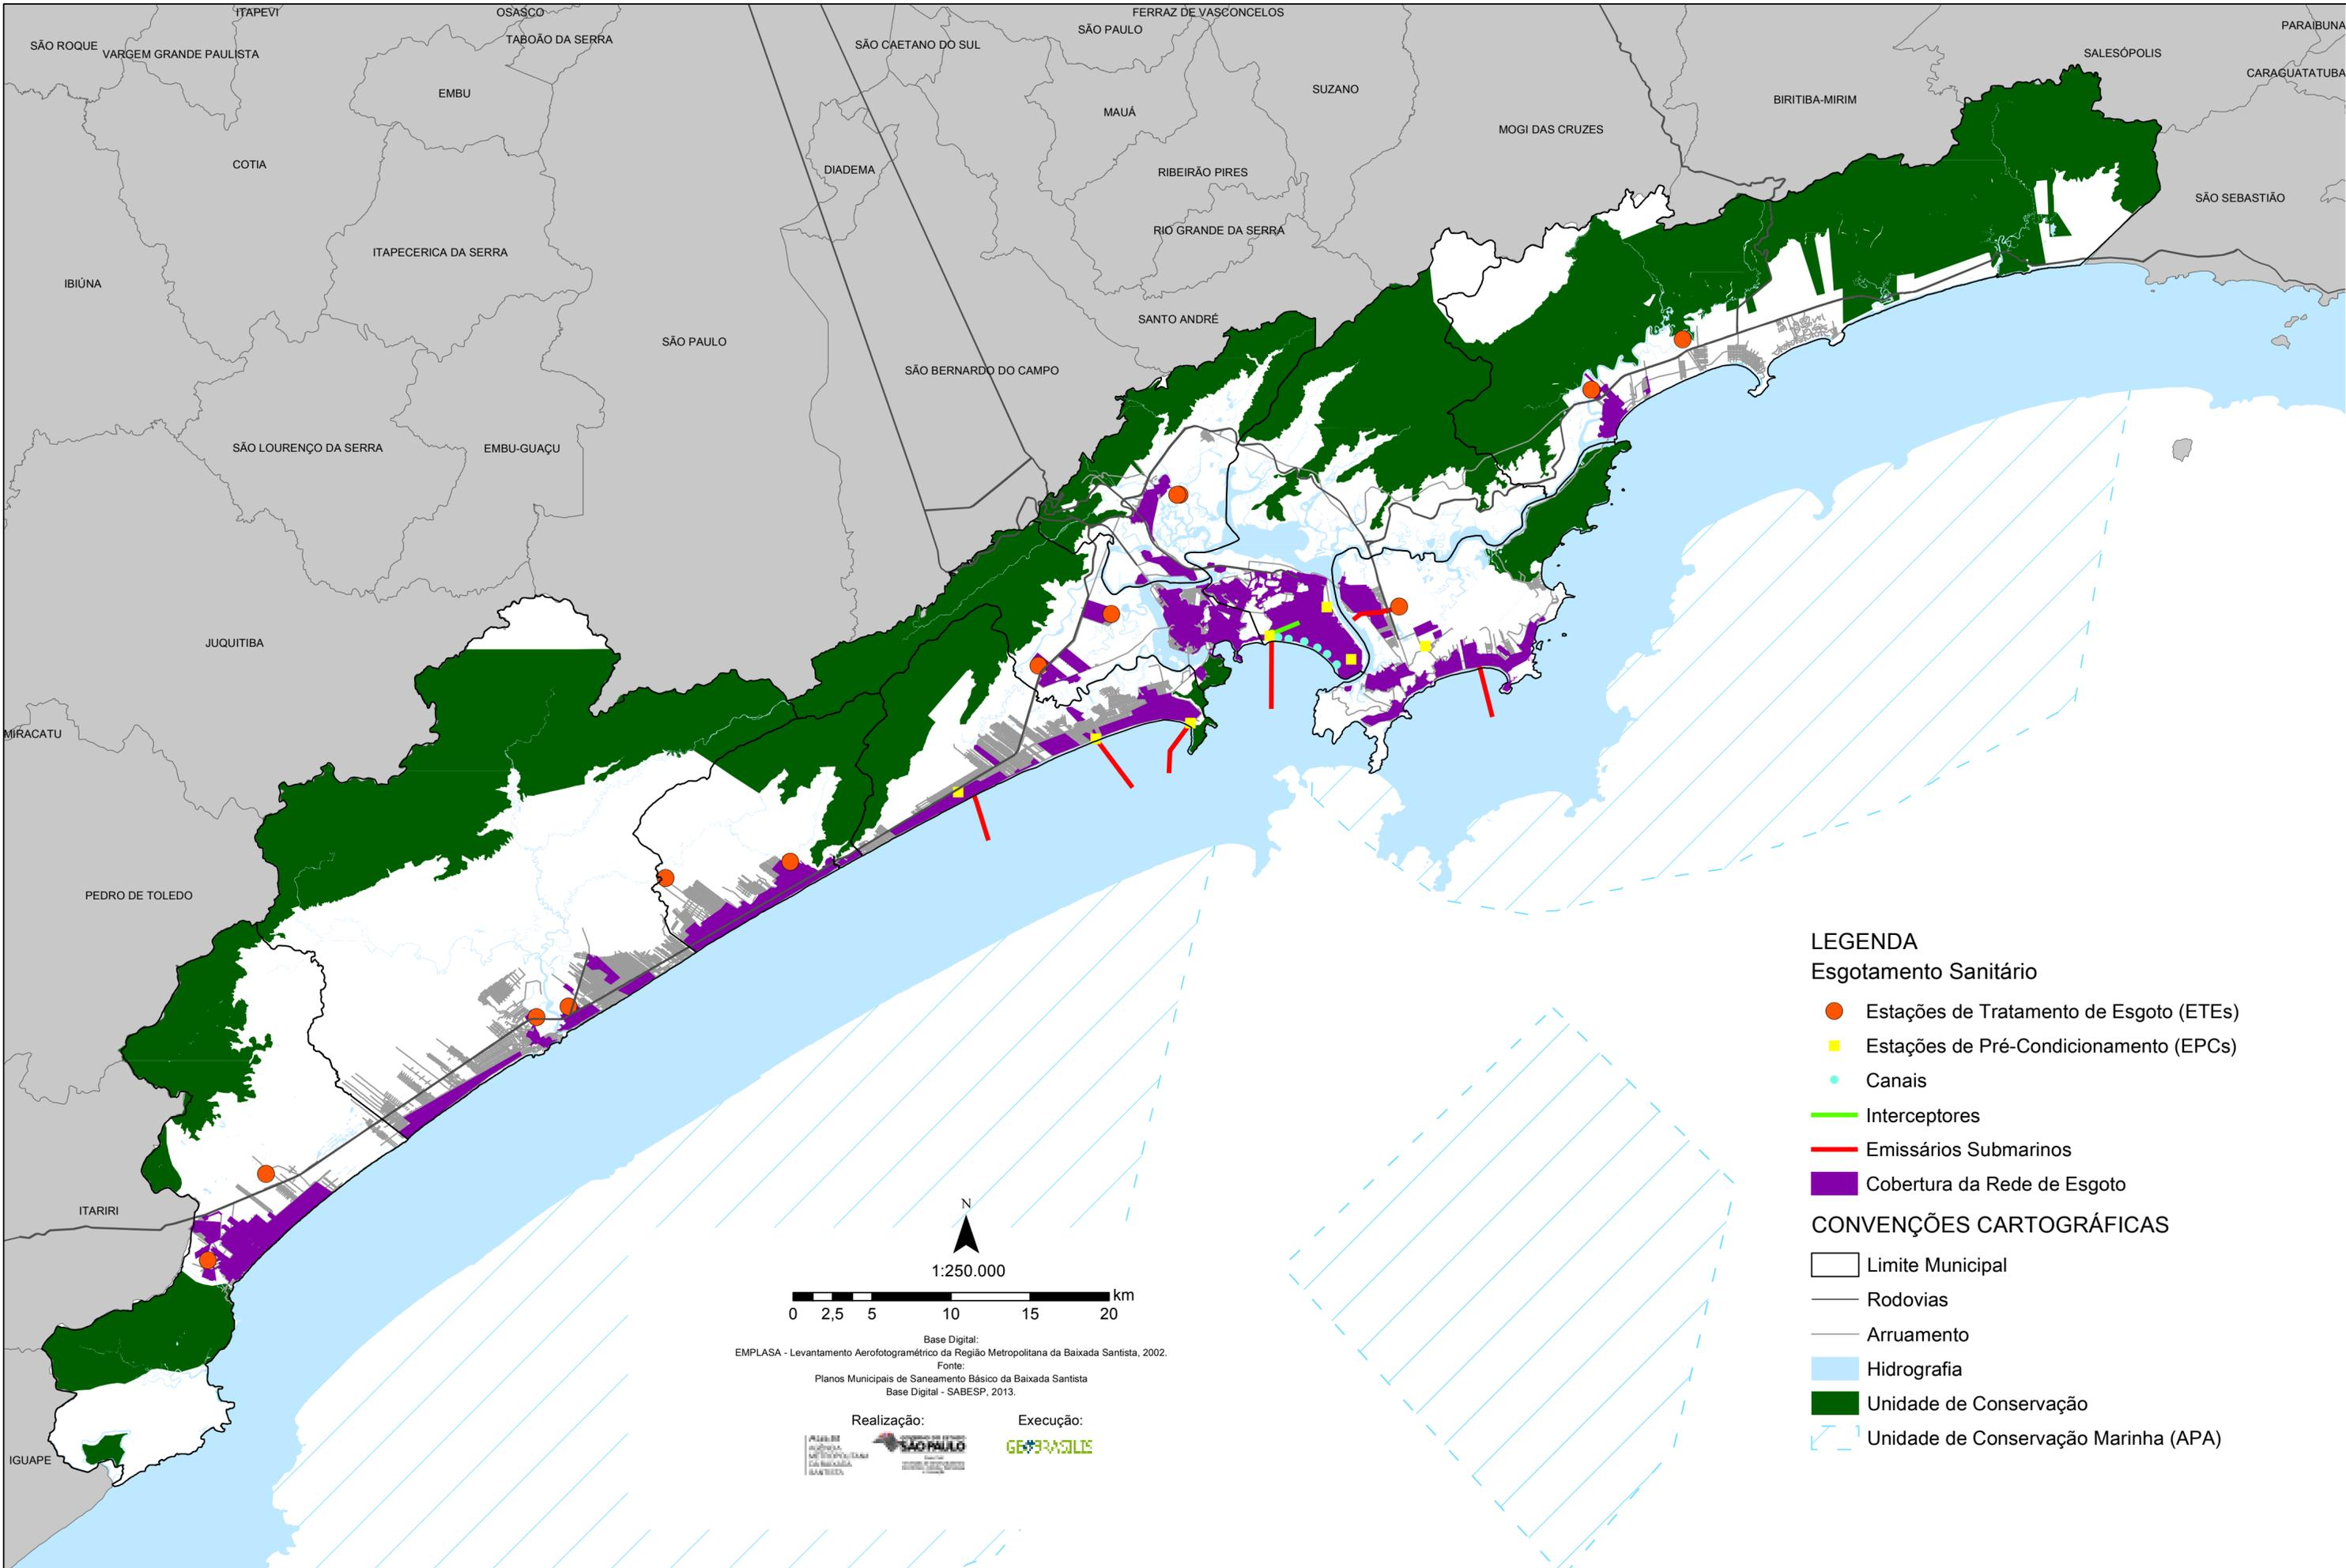 ITAPEVI
OSASCO
FERRAZ DE VASCONCELOS
SÃO PAULO
PARAIBUNA
SÃO ROQUE
VARGEM GRANDE PAULISTA
TABOÃO DA SERRA
SÃO CAETANO DO SUL
SALESÓPOLIS
CARAGUATATUBA
EMBU
SUZANO
BIRITIBA-MIRIM
MAUÁ
MOGI DAS CRUZES
COTIA
DIADEMA
RIBEIRÃO PIRES
SÃO SEBASTIÃO
RIO GRANDE DA SERRA
ITAPECERICA DA SERRA
IBIÚNA
SANTO ANDRÉ
SÃO PAULO
SÃO BERNARDO DO CAMPO
SÃO LOURENÇO DA SERRA
EMBU-GUAÇU
JUQUITIBA
MIRACATU
PEDRO DE TOLEDO
ITARIRI
IGUAPE
N
1:250.000
km
0 2,5 5 10 15 20
Base Digital:
EMPLASA - Levantamento Aerofotogramétrico da Região Metropolitana da Baixada Santista, 2002.
Fonte:
Planos Municipais de Saneamento Básico da Baixada Santista
Base Digital - SABESP, 2013.
Realização:
Execução:
AGÊNCIA
METROPOLITANA
DA BAIXADA
SANTISTA
SÃO PAULO
GEOBRASILIS
LEGENDA
Esgotamento Sanitário
Estações de Tratamento de Esgoto (ETEs)
Estações de Pré-Condicionamento (EPCs)
Canais
Interceptores
Emissários Submarinos
Cobertura da Rede de Esgoto
CONVENÇÕES CARTOGRÁFICAS
Limite Municipal
Rodovias
Arruamento
Hidrografia
Unidade de Conservação
Unidade de Conservação Marinha (APA)